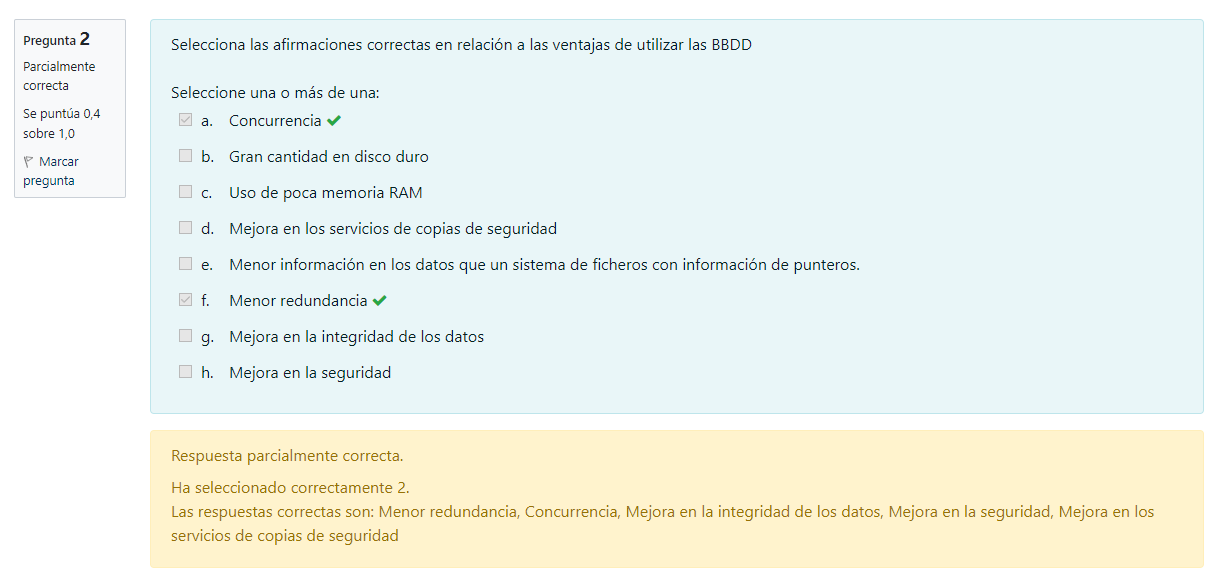 Pregunta 2
Parcialmente
correcta
Se puntúa 0,4
sobre 1,0
Marcar
pregunta
Selecciona las afirmaciones correctas en relación a las ventajas de utilizar las BBDD
Seleccione una o más de una:
a. Concurrencia
b. Gran cantidad en disco duro
c. Uso de poca memoria RAM
d. Mejora en los servicios de copias de seguridad
e. Menor información en los datos que un sistema de ficheros con información de punteros.
f. Menor redundancia
g. Mejora en la integridad de los datos
h. Mejora en la seguridad
Respuesta parcialmente correcta.
Ha seleccionado correctamente 2.
Las respuestas correctas son: Menor redundancia, Concurrencia, Mejora en la integridad de los datos, Mejora en la seguridad, Mejora en los
servicios de copias de seguridad